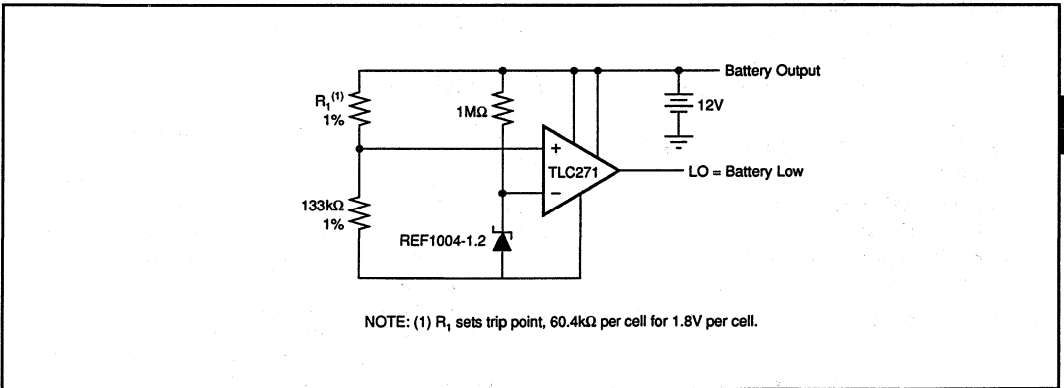 Battery Output
R₁⁽¹⁾
1%
1MΩ
12V
+
TLC271
−
LO = Battery Low
133kΩ
1%
REF1004-1.2
NOTE: (1) R₁ sets trip point, 60.4kΩ per cell for 1.8V per cell.